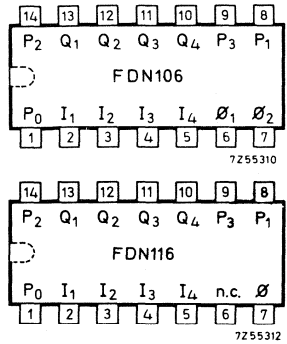 14 13 12 11 10 9 8
P₂ Q₁ Q₂ Q₃ Q₄ P₃ P₁
FDN106
P₀ I₁ I₂ I₃ I₄ Ø₁ Ø₂
1 2 3 4 5 6 7
7Z55310
14 13 12 11 10 9 8
P₂ Q₁ Q₂ Q₃ Q₄ P₃ P₁
FDN116
P₀ I₁ I₂ I₃ I₄ n.c. Ø
1 2 3 4 5 6 7
7Z55312